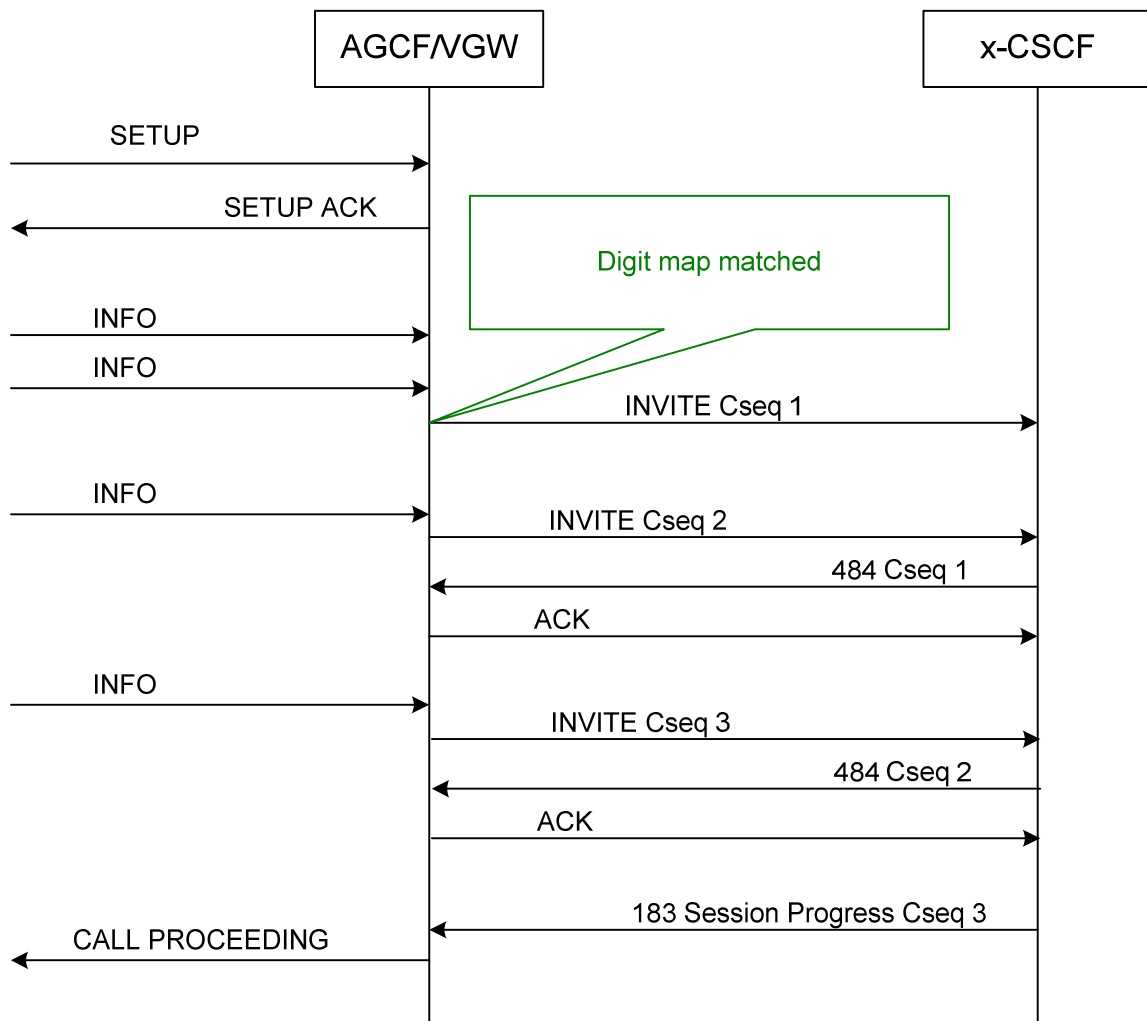 AGCF/VGW
x-CSCF
SETUP
SETUP ACK
Digit map matched
INFO
INFO
INVITE Cseq 1
INFO
INVITE Cseq 2
484 Cseq 1
ACK
INFO
INVITE Cseq 3
484 Cseq 2
ACK
183 Session Progress Cseq 3
CALL PROCEEDING